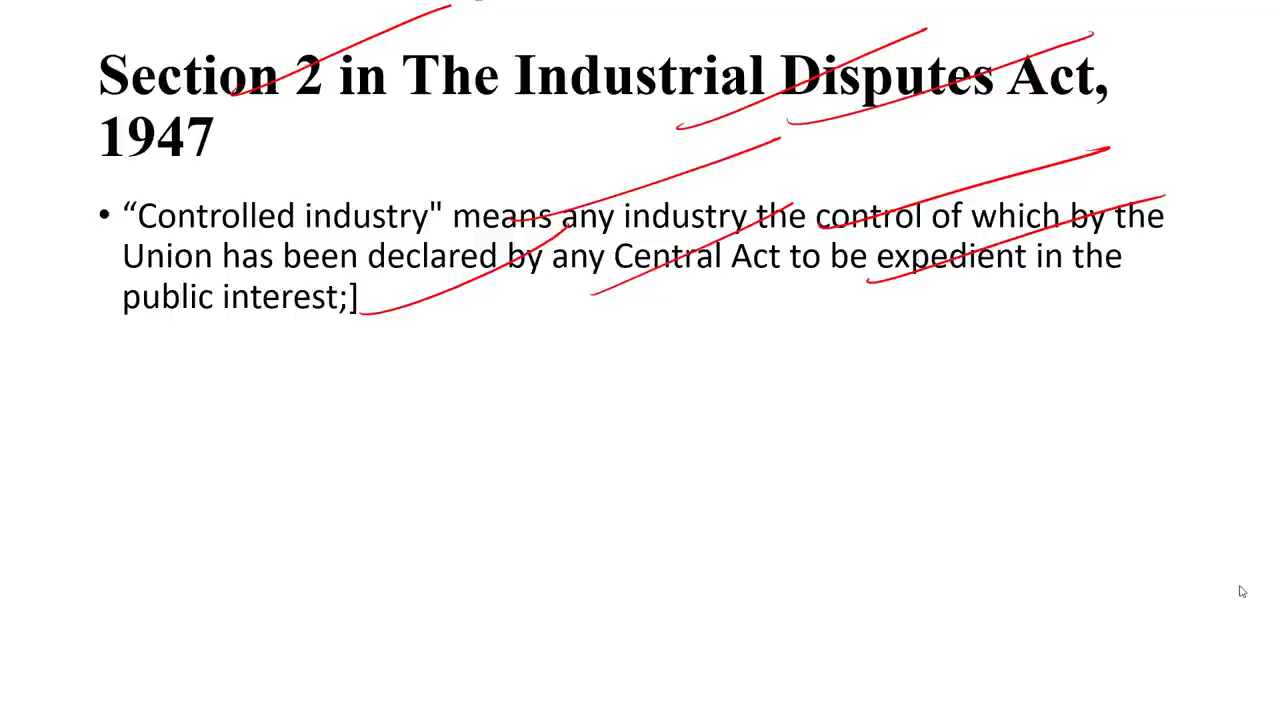 Section 2 in The Industrial Disputes Act,
1947
• “Controlled industry" means any industry the control of which by the
Union has been declared by any Central Act to be expedient in the
public interest;]